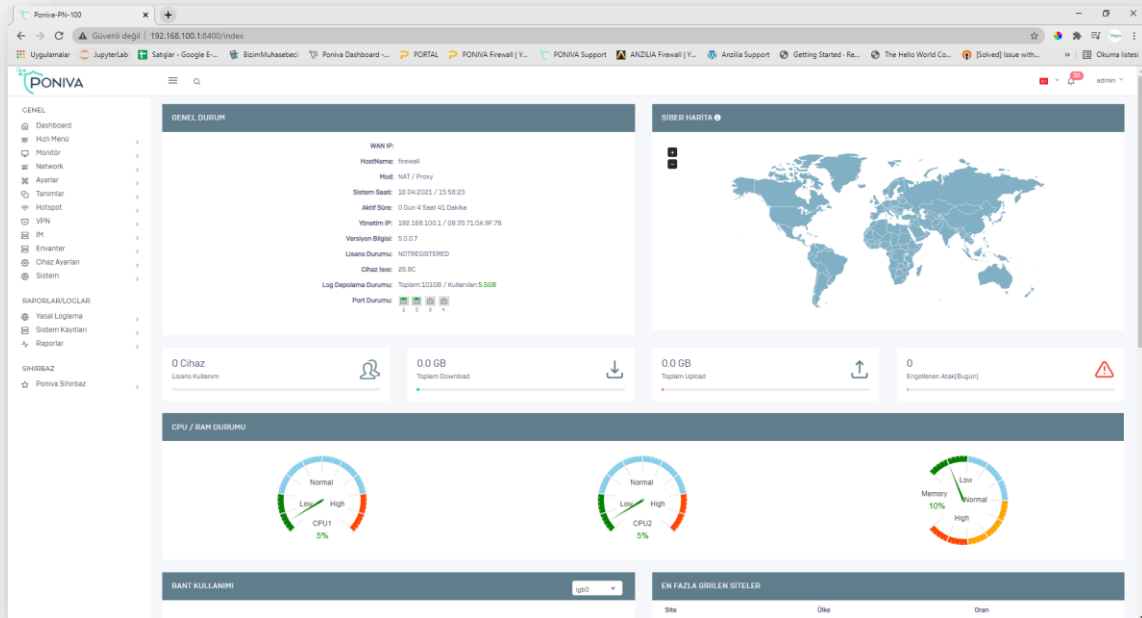 Poniva-PN-100
Güvenli değil | 192.168.100.1:8400/index
Uygulamalar
JupyterLab
Satışlar - Google E-...
BizimMuhasebeci
Poniva Dashboard -...
PORTAL
PONIVA Firewall | Y...
PONIVA Support
ANZILIA Firewall | Y...
Anzilia Support
Getting Started - Re...
The Hello World Co...
[Solved] Issue with...
»
Okuma listesi
PONIVA
admin
GENEL
Dashboard
Hızlı Menü
Monitör
Network
Ayarlar
Tanımlar
Hotspot
VPN
IM
Envanter
Cihaz Ayarları
Sistem
RAPORLAR/LOGLAR
Yasal Loglama
Sistem Kayıtları
Raporlar
SIHIRBAZ
Poniva Sihirbaz
GENEL DURUM
WAN IP:
HostName: firewall
Mod: NAT / Proxy
Sistem Saati: 16.04.2021 / 15:58:23
Aktif Süre: 0 Gün 4 Saat 41 Dakika
Yönetim IP: 192.168.100.1 / 08:35:71:0A:9F:78
Versiyon Bilgisi: 5.0.0.7
Lisans Durumu: NOTREGISTERED
Cihaz Isısı: 26.9C
Log Depolama Durumu: Toplam:101GB / Kullanılan:5.5GB
Port Durumu:
1 2 3 4
SİBER HARİTA
+
-
0 Cihaz
Lisans Kullanım
0.0 GB
Toplam Download
0.0 GB
Toplam Upload
0
Engellenen Atak(Bugün)
CPU / RAM DURUMU
Normal
Low
High
CPU1
5%
Normal
Low
High
CPU2
5%
Low
Memory
Normal
10%
High
BANT KULLANIMI
igb0
EN FAZLA GİRİLEN SİTELER
Site
Ülke
Oran